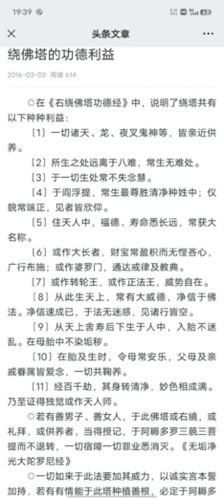 19:39
头条文章
绕佛塔的功德利益
2016-03-03 阅读 614
◎在《右绕佛塔功德经》中，说明了绕塔共有
以下种种利益：
〔1〕一切诸天、龙、夜叉鬼神等，皆亲近供
养。
〔2〕所生之处远离于八难，常生无难处。
〔3〕于一切生处常不失念慧。
〔4〕于阎浮提，常生最尊胜清净种姓中；仪
貌常端正，见者皆欣仰。
〔5〕住天人中，福德、寿命悉长远，常获大
名称。
〔6〕或作大长者，财宝常盈积而无悭吝心，
广行布施；或作婆罗门，通达戒律及教典。
〔7〕或作转轮王，或作正法王，威势自在。
〔8〕从此生天上，常有大威德，净信于佛
法。净信速成已，于法无迷惑，见诸行皆空。
〔9〕从天上舍寿后下生于人中，入胎不迷
乱。在母胎中不染垢秽。
〔10〕在胎及生时，令母常安乐，父母及亲
戚眷属皆爱念，一切共鞠养。
〔11〕经百千劫，其身转清净，妙色相成满。
乃至证得独觉或作天人师。
◎若有善男子、善女人，于此佛塔或右绕，或
礼拜，或供养者，当得授记，于阿耨多罗三藐三菩
提而不退转，一切宿障一切罪业悉消灭。《无垢净
光大陀罗尼经》
◎一切如来于此法要加其威力，以诚实言本誓
加持，若有有情能于此塔种植善根，必定于阿耨多